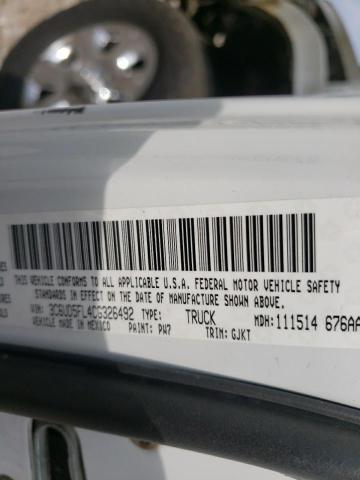 THIS VEHICLE CONFORMS TO ALL APPLICABLE U.S.A. FEDERAL MOTOR VEHICLE SAFETY
STANDARDS IN EFFECT ON THE DATE OF MANUFACTURE SHOWN ABOVE.
VIN: 3C6UD5FL4CG326492 TYPE: TRUCK MDH: 111514 676AA
MADE IN MEXICO PAINT: PW7 TRIM: GJKT